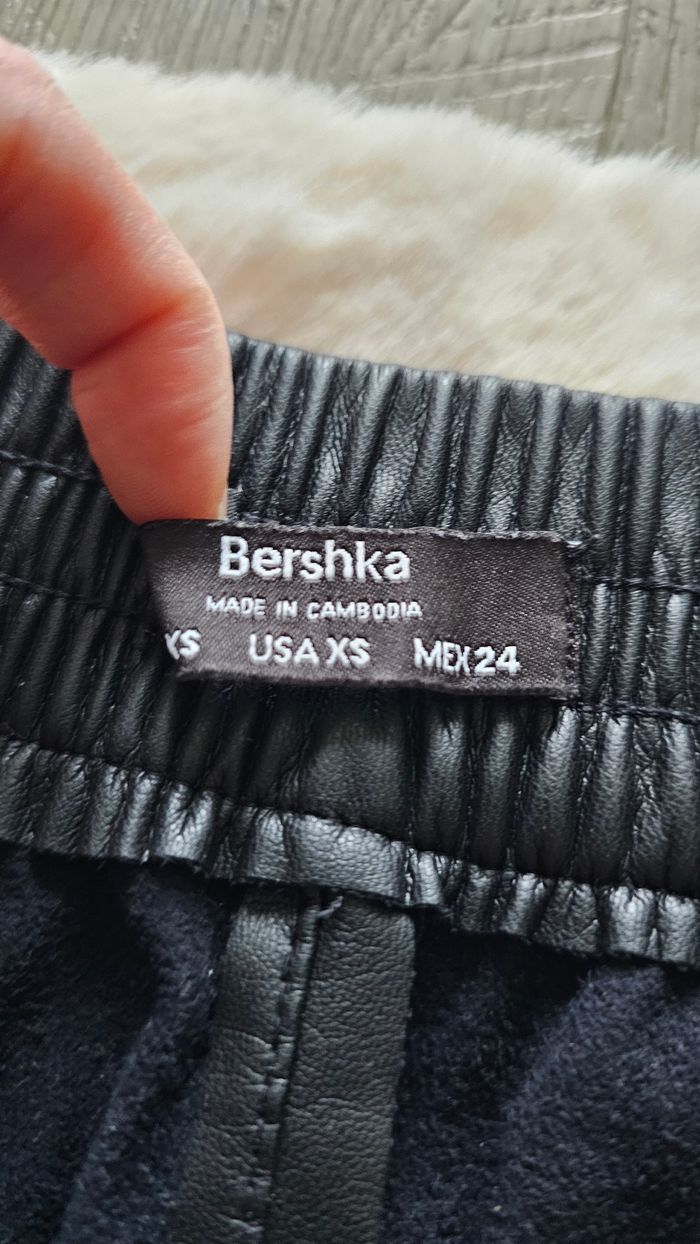 Bershka
MADE IN CAMBODIA
XS USA XS MEX 24